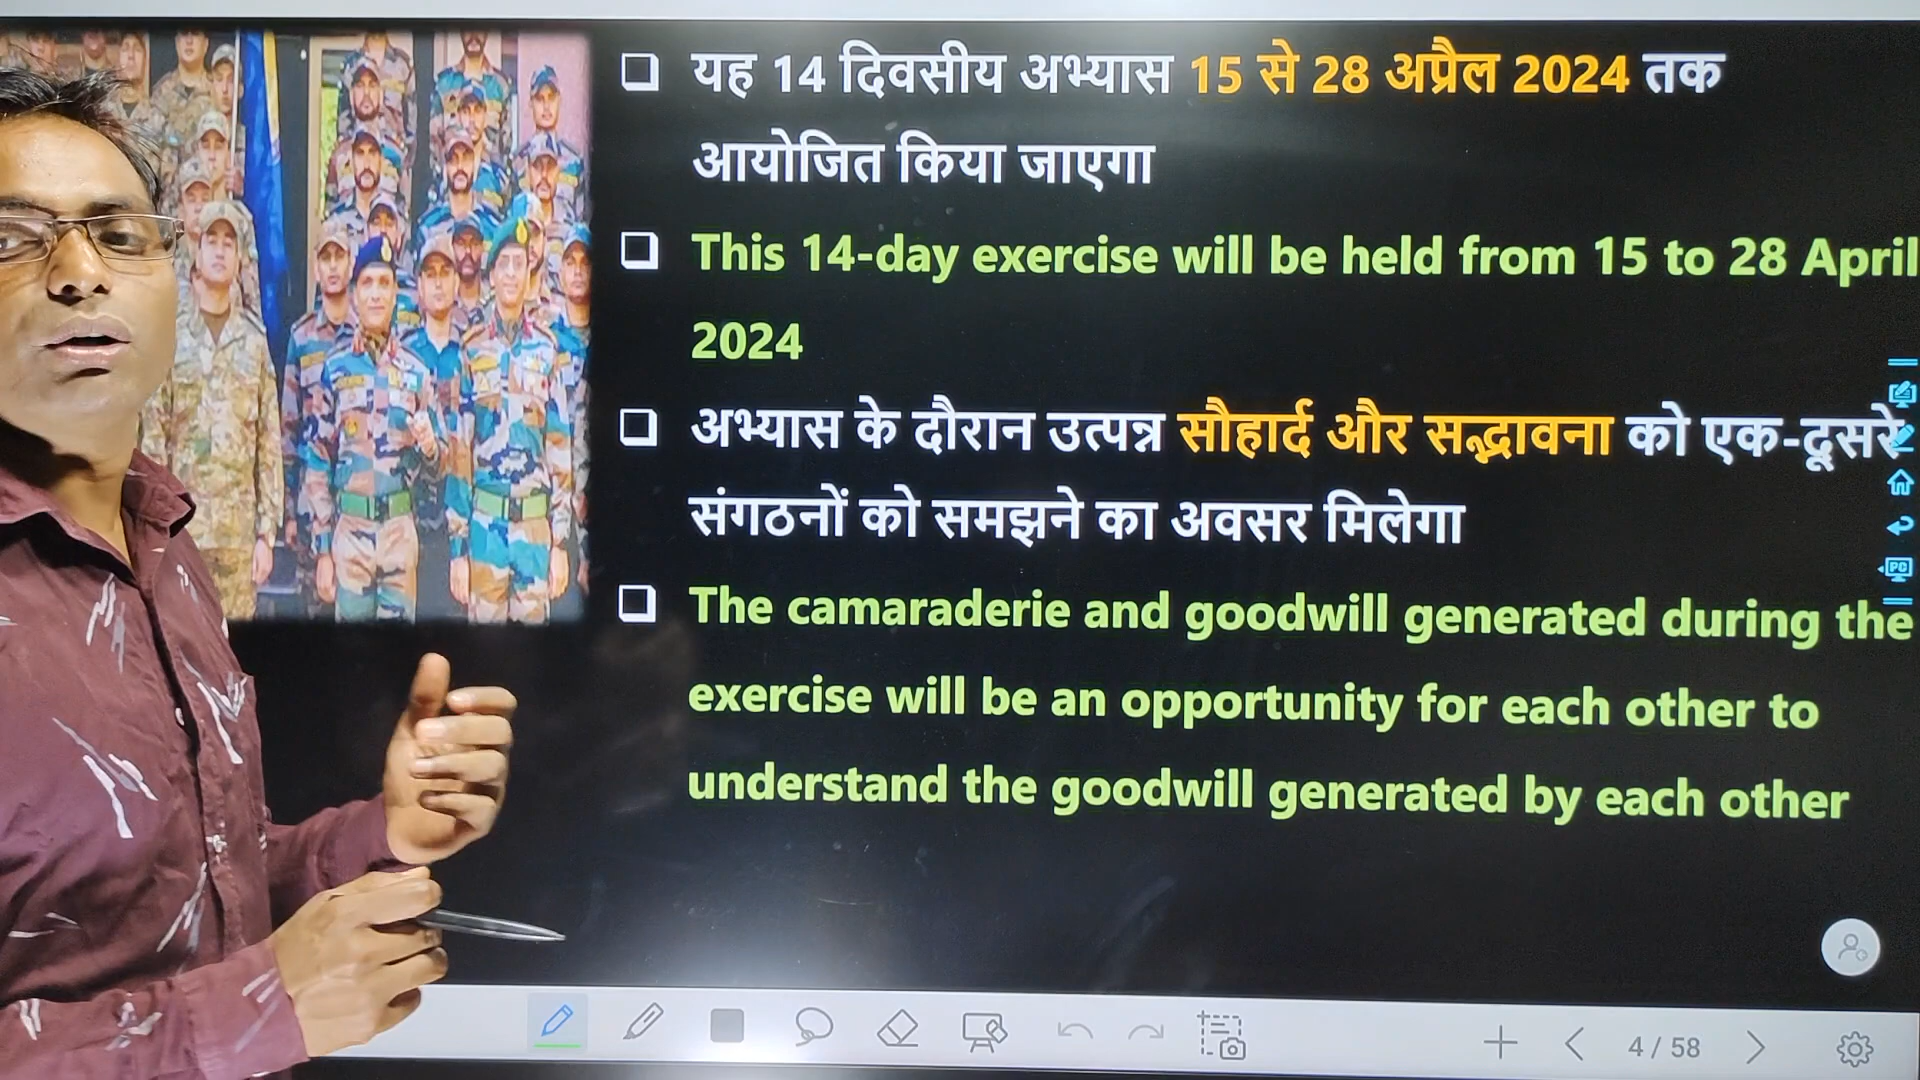 यह 14 दिवसीय अभ्यास 15 से 28 अप्रैल 2024 तक
आयोजित किया जाएगा
This 14-day exercise will be held from 15 to 28 April
2024
अभ्यास के दौरान उत्पन्न सौहार्द और सद्भावना को एक-दूसरे
संगठनों को समझने का अवसर मिलेगा
The camaraderie and goodwill generated during the
exercise will be an opportunity for each other to
understand the goodwill generated by each other
PC
4 / 58